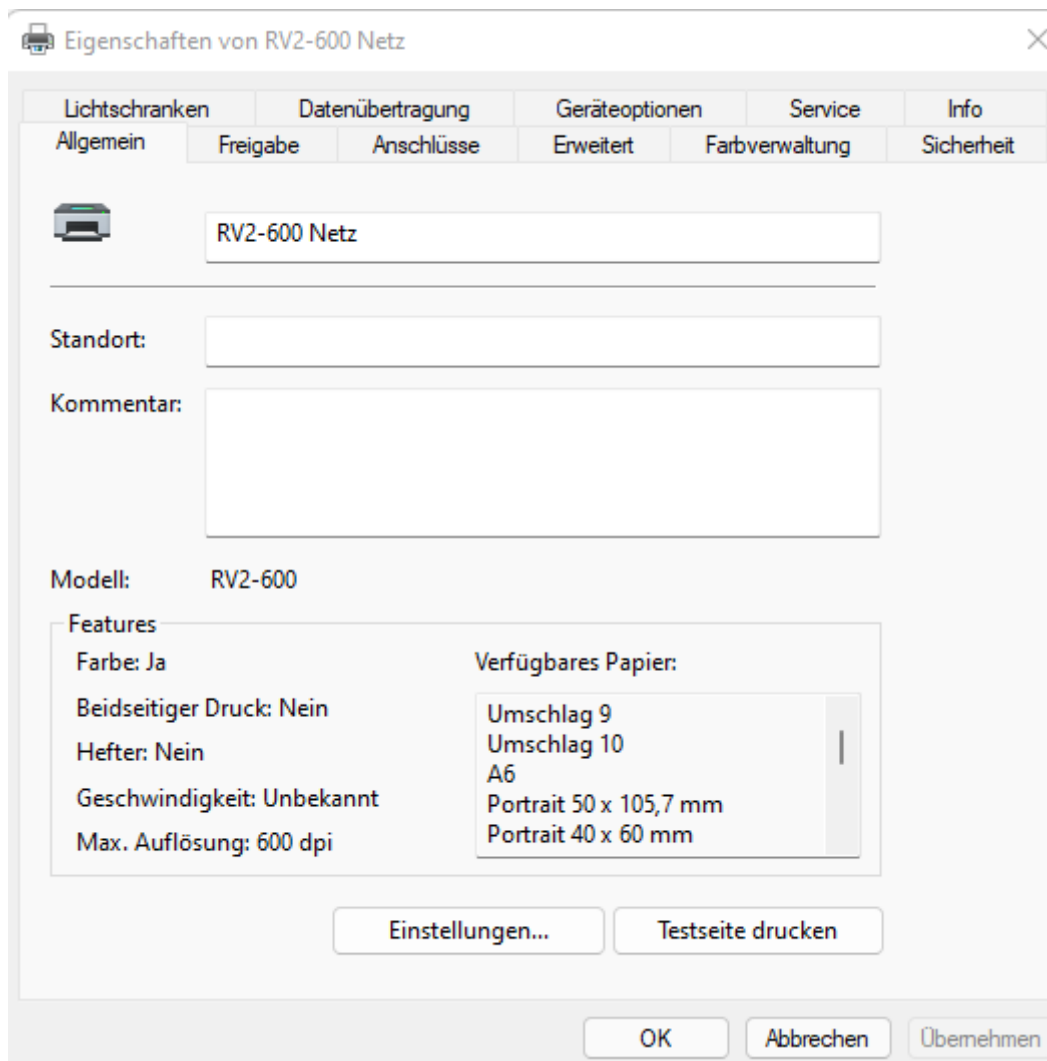 Eigenschaften von RV2-600 Netz
Lichtschranken Datenübertragung Geräteoptionen Service Info
Allgemein Freigabe Anschlüsse Erweitert Farbverwaltung Sicherheit
RV2-600 Netz
Standort:
Kommentar:
Modell: RV2-600
Features
Farbe: Ja
Beidseitiger Druck: Nein
Hefter: Nein
Geschwindigkeit: Unbekannt
Max. Auflösung: 600 dpi
Verfügbares Papier:
Umschlag 9
Umschlag 10
A6
Portrait 50 x 105,7 mm
Portrait 40 x 60 mm
Einstellungen... Testseite drucken
OK Abbrechen Übernehmen